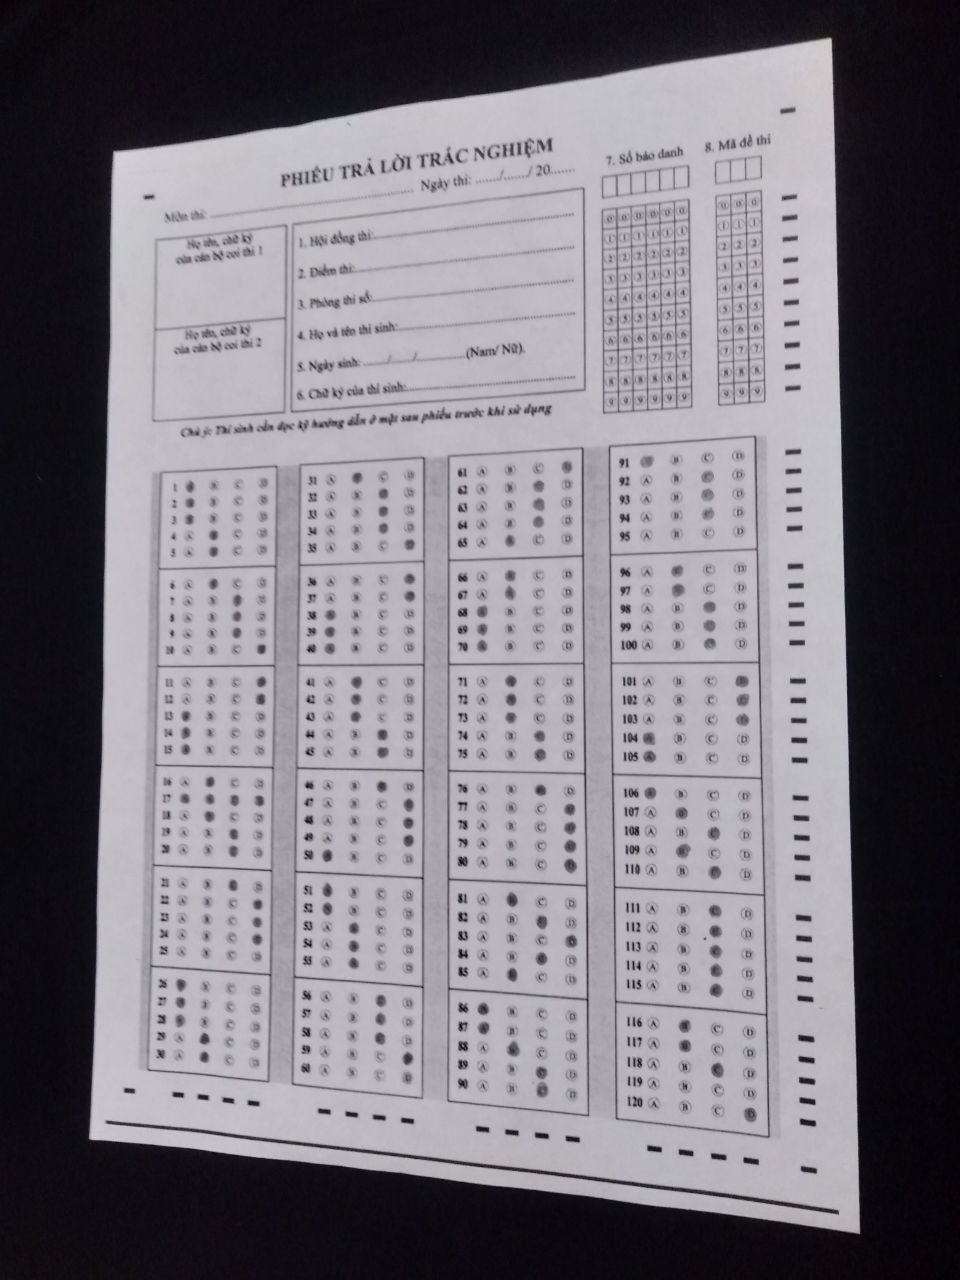 PHIẾU TRẢ LỜI TRẮC NGHIỆM
Môn thi: ........................ Ngày thi: ....../....../ 20.......
Họ tên, chữ ký
của cán bộ coi thi 1
Họ tên, chữ ký
của cán bộ coi thi 2
1. Hội đồng thi:
2. Điểm thi:
3. Phòng thi số:
4. Họ và tên thí sinh:
5. Ngày sinh: ....../....../............(Nam/ Nữ).
6. Chữ ký của thí sinh:
7. Số báo danh
8. Mã đề thi
0 0 0 0 0 0 0 0 0
1 1 1 1 1 1 1 1 1
2 2 2 2 2 2 2 2 2
3 3 3 3 3 3 3 3 3
4 4 4 4 4 4 4 4 4
5 5 5 5 5 5 5 5 5
6 6 6 6 6 6 6 6 6
7 7 7 7 7 7 7 7 7
8 8 8 8 8 8 8 8 8
9 9 9 9 9 9 9 9 9
Chú ý: Thí sinh cần đọc kỹ hướng dẫn ở mặt sau phiếu trước khi sử dụng
1 B C D
2 B C D
3 B C D
4 A C D
5 A C D
6 A C D
7 A B D
8 A B D
9 A B D
10 A B C
11 A B C
12 A B C
13 B C D
14 B C D
15 B C D
16 A C D
17
18 A C D
19 A B D
20 A B D
21 A B D
22 A B C
23 A B C
24 A B C
25 A B C D
26 B C D
27 B C D
28 B C D
29 A C D
30 A C D
31 A C D
32 A B D
33 A B D
34 A B D
35 A B C
36 A B C
37 A B C
38 B C D
39 B C D
40 B C D
41 A C D
42 A C D
43 A C D
44 A B D
45 A B D
46 A B D
47 A B C
48 A B C
49 A B C
50 B C D
51 B C D
52 B C D
53 A C D
54 A C D
55 A C D
56 A B D
57 A B D
58 A B D
59 A B C
60 A B C
61 A B C
62 A B D
63 A B D
64 A B D
65 A C D
66 A C D
67 A C D
68 B C D
69 B C D
70 B C D
71 A C D
72 A C D
73 A C D
74 A B D
75 A B D
76 A B D
77 A B C
78 A B C
79 A B C
80 A B C
81 A C D
82 A B D
83 A B C
84 A B D
85 A C D
86 B C D
87 B C D
88 A C D
89 A B D
90 A B D
91 B C D
92 A B D
93 A B D
94 A B D
95 A B C D
96 A C D
97 A C D
98 A B D
99 A B D
100 A B D
101 A B C
102 A B C
103 A B C
104 B C D
105 A B C D
106 B C D
107 A C D
108 A B D
109 A C D
110 A B D
111 A B D
112 A B D
113 A B D
114 A B D
115 A B D
116 A C D
117 A C D
118 A B D
119 A B C D
120 A B C